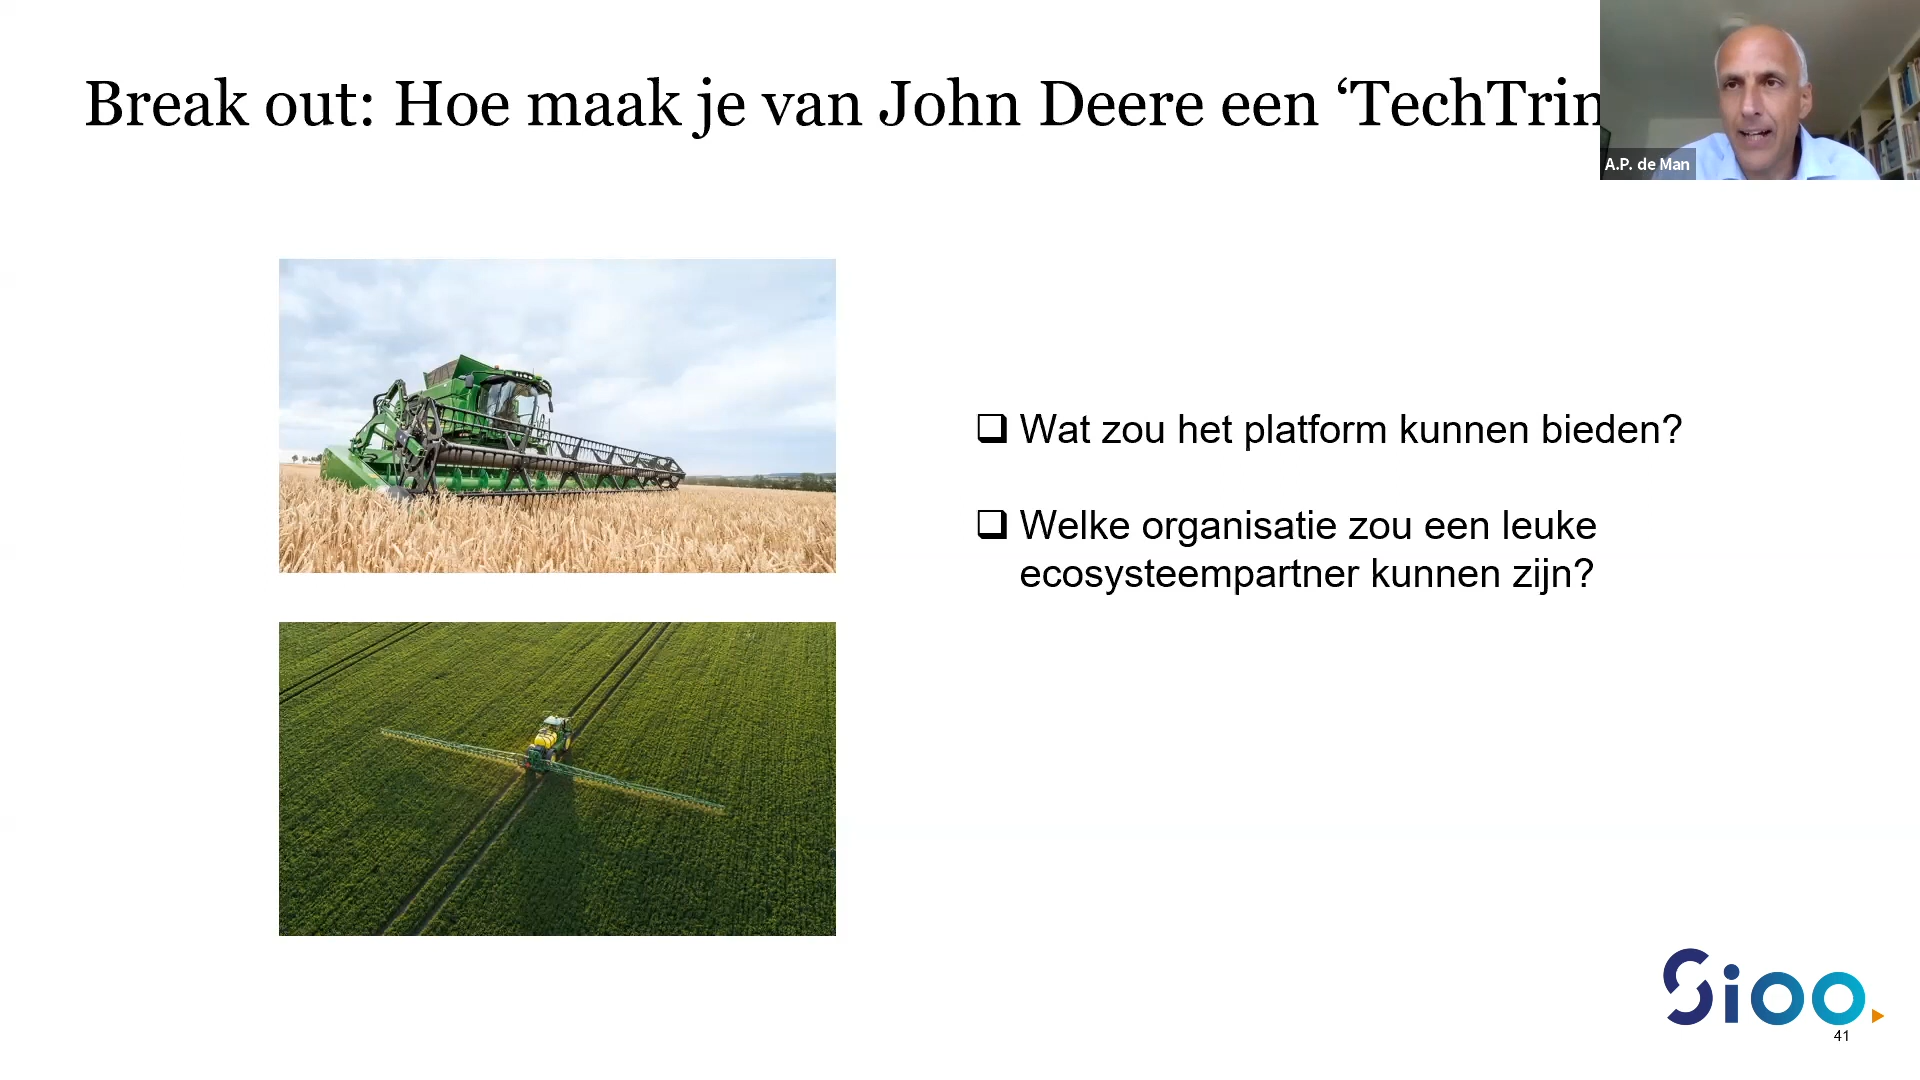 Break out: Hoe maak je van John Deere een ‘TechTrin
A.P. de Man
❑ Wat zou het platform kunnen bieden?
❑ Welke organisatie zou een leuke
ecosysteempartner kunnen zijn?
Sioo
41